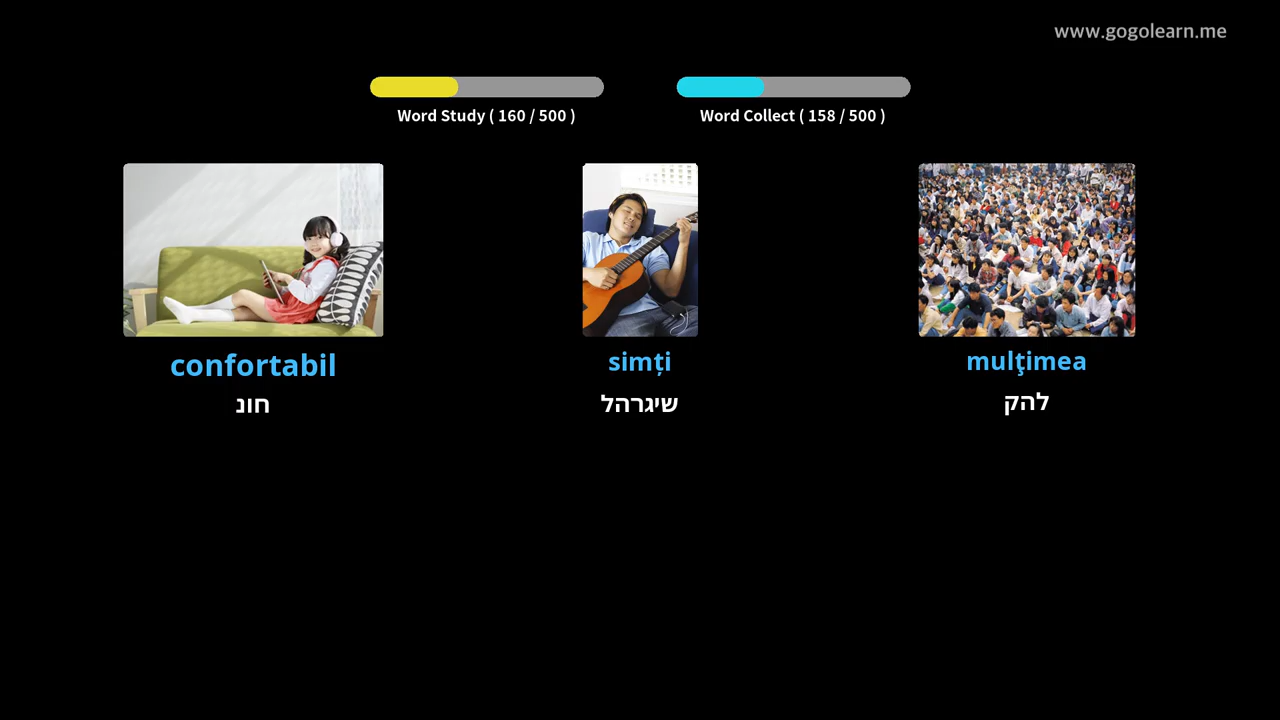 www.gogolearn.me
Word Study ( 160 / 500 )
Word Collect ( 158 / 500 )
confortabil
חונ
simți
שיגרהל
mulţimea
להק